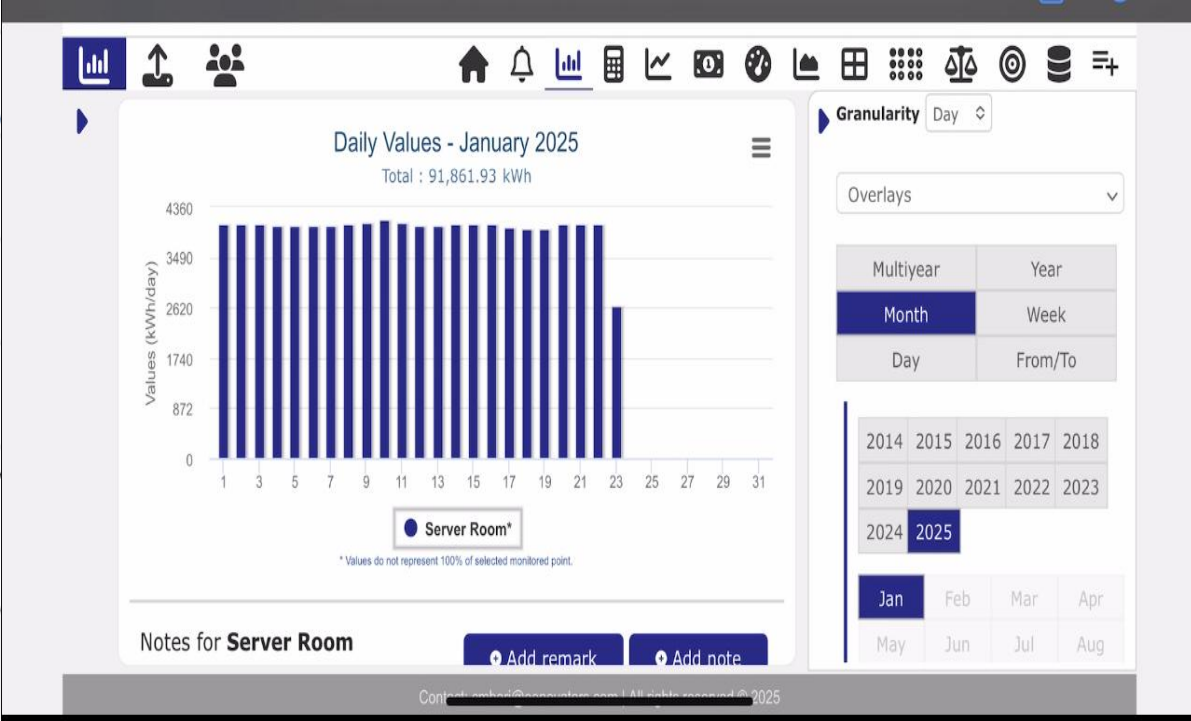 Granularity Day
Daily Values - January 2025
Total : 91,861.93 kWh
Values (kWh/day)
4360
3490
2620
1740
872
0
1 3 5 7 9 11 13 15 17 19 21 23 25 27 29 31
Server Room*
* Values do not represent 100% of selected monitored point.
Notes for Server Room
Add remark
Add note
Overlays
Multiyear Year
Month Week
Day From/To
2014 2015 2016 2017 2018
2019 2020 2021 2022 2023
2024 2025
Jan Feb Mar Apr
May Jun Jul Aug
All rights reserved © 2025